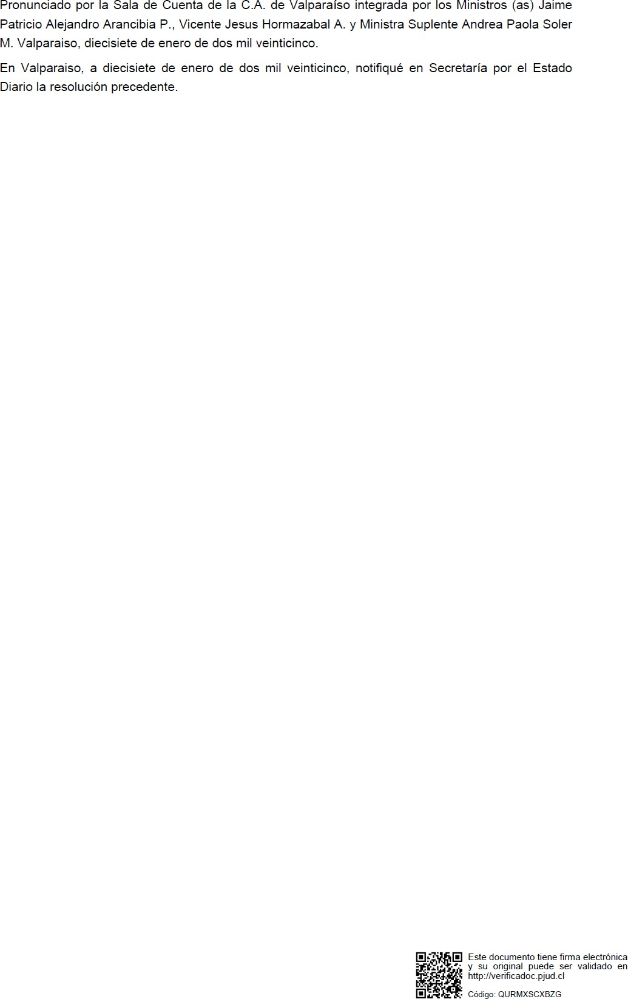 Pronunciado por la Sala de Cuenta de la C.A. de Valparaíso integrada por los Ministros (as) Jaime
Patricio Alejandro Arancibia P., Vicente Jesus Hormazabal A. y Ministra Suplente Andrea Paola Soler
M. Valparaiso, diecisiete de enero de dos mil veinticinco.
En Valparaiso, a diecisiete de enero de dos mil veinticinco, notifiqué en Secretaría por el Estado
Diario la resolución precedente.
Este documento tiene firma electrónica
y su original puede ser validado en
http://verificadoc.pjud.cl
Código: QURMXSCXBZG